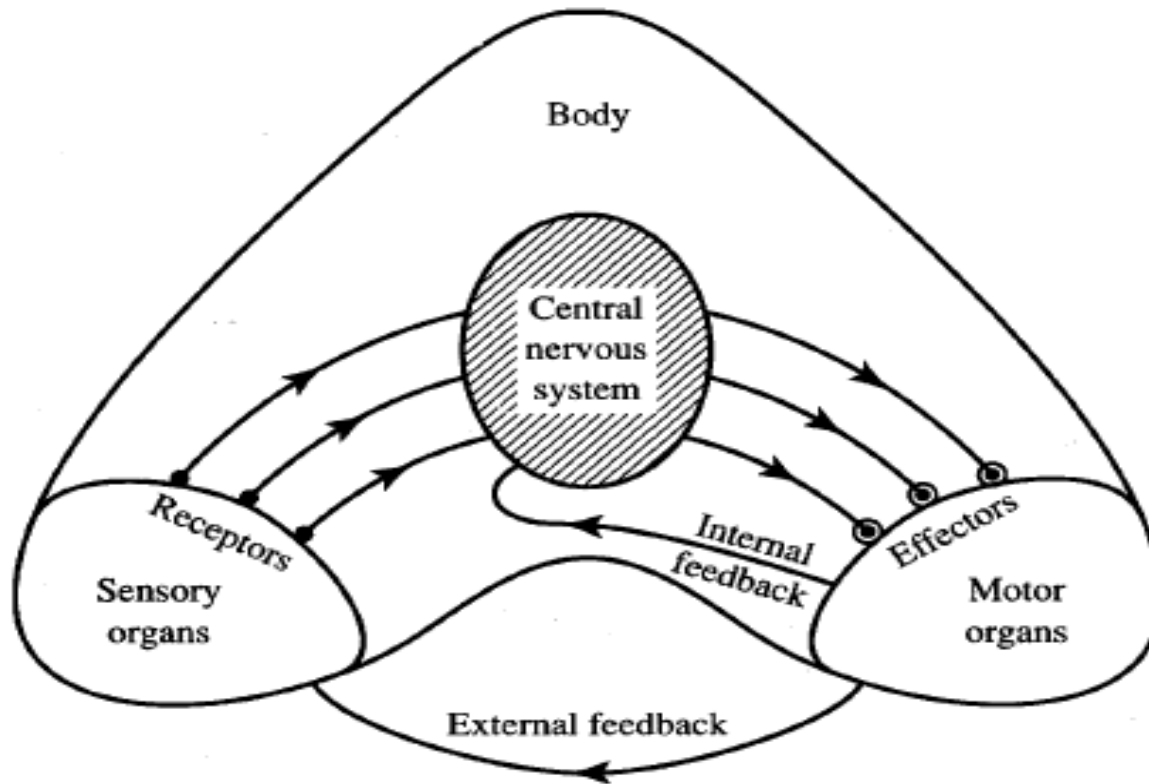 Body
Central
nervous
system
Receptors
Sensory
organs
Internal
feedback
Effectors
Motor
organs
External feedback